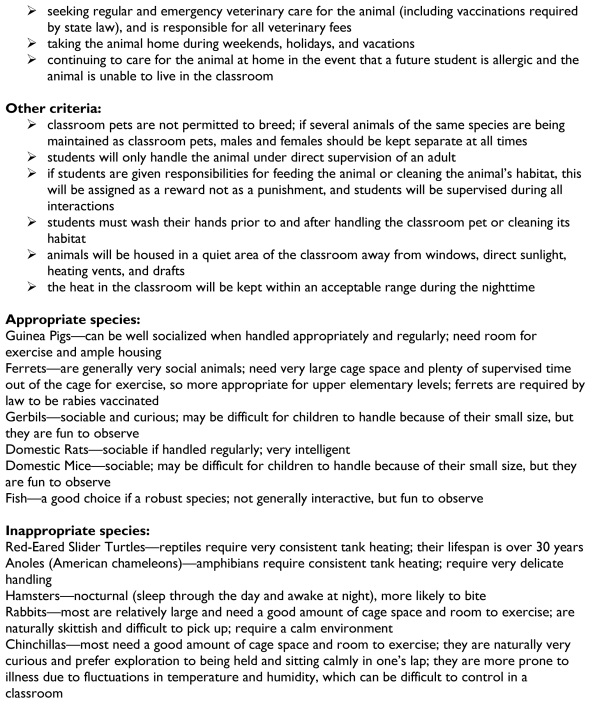 ➢ seeking regular and emergency veterinary care for the animal (including vaccinations required
by state law), and is responsible for all veterinary fees
➢ taking the animal home during weekends, holidays, and vacations
➢ continuing to care for the animal at home in the event that a future student is allergic and the
animal is unable to live in the classroom
Other criteria:
➢ classroom pets are not permitted to breed; if several animals of the same species are being
maintained as classroom pets, males and females should be kept separate at all times
➢ students will only handle the animal under direct supervision of an adult
➢ if students are given responsibilities for feeding the animal or cleaning the animal's habitat, this
will be assigned as a reward not as a punishment, and students will be supervised during all
interactions
➢ students must wash their hands prior to and after handling the classroom pet or cleaning its
habitat
➢ animals will be housed in a quiet area of the classroom away from windows, direct sunlight,
heating vents, and drafts
➢ the heat in the classroom will be kept within an acceptable range during the nighttime
Appropriate species:
Guinea Pigs—can be well socialized when handled appropriately and regularly; need room for
exercise and ample housing
Ferrets—are generally very social animals; need very large cage space and plenty of supervised time
out of the cage for exercise, so more appropriate for upper elementary levels; ferrets are required by
law to be rabies vaccinated
Gerbils—sociable and curious; may be difficult for children to handle because of their small size, but
they are fun to observe
Domestic Rats—sociable if handled regularly; very intelligent
Domestic Mice—sociable; may be difficult for children to handle because of their small size, but they
are fun to observe
Fish—a good choice if a robust species; not generally interactive, but fun to observe
Inappropriate species:
Red-Eared Slider Turtles—reptiles require very consistent tank heating; their lifespan is over 30 years
Anoles (American chameleons)—amphibians require consistent tank heating; require very delicate
handling
Hamsters—nocturnal (sleep through the day and awake at night), more likely to bite
Rabbits—most are relatively large and need a good amount of cage space and room to exercise; are
naturally skittish and difficult to pick up; require a calm environment
Chinchillas—most need a good amount of cage space and room to exercise; they are naturally very
curious and prefer exploration to being held and sitting calmly in one's lap; they are more prone to
illness due to fluctuations in temperature and humidity, which can be difficult to control in a
classroom